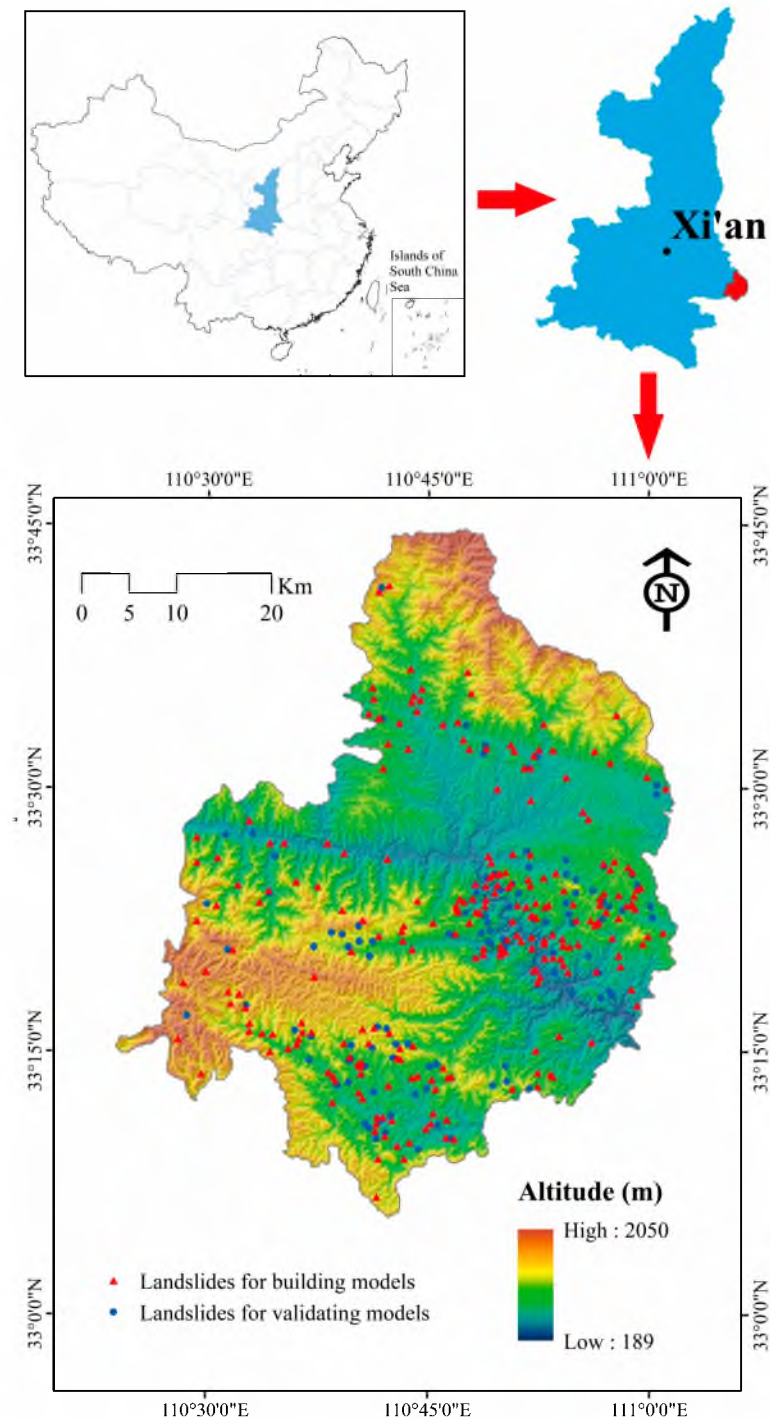 Islands of
South China
Sea
Xi'an
110°30'0"E
110°45'0"E
111°0'0"E
33°45'0"N
33°45'0"N
Km
0 5 10 20
N
33°30'0"N
33°30'0"N
33°15'0"N
33°15'0"N
Altitude (m)
High : 2050
Low : 189
Landslides for building models
Landslides for validating models
33°0'0"N
33°0'0"N
110°30'0"E
110°45'0"E
111°0'0"E